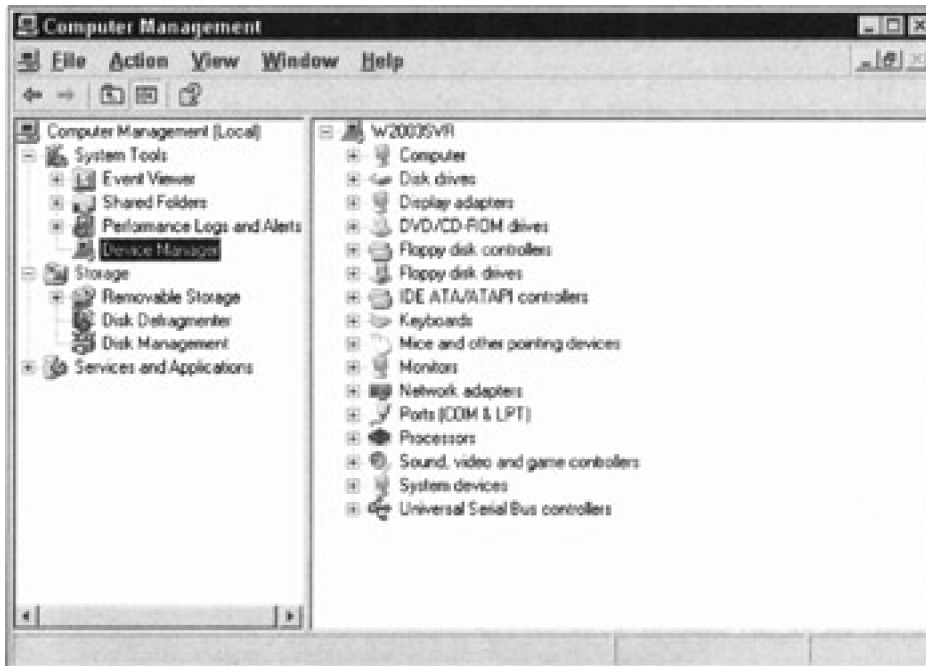 Computer Management
File Action View Window Help
Computer Management (Local)
System Tools
Event Viewer
Shared Folders
Performance Logs and Alerts
Device Manager
Storage
Removable Storage
Disk Defragmenter
Disk Management
Services and Applications
W2003SVR
Computer
Disk drives
Display adapters
DVD/CD-ROM drives
Floppy disk controllers
Floppy disk drives
IDE ATA/ATAPI controllers
Keyboards
Mice and other pointing devices
Monitors
Network adapters
Ports (COM & LPT)
Processors
Sound, video and game controllers
System devices
Universal Serial Bus controllers